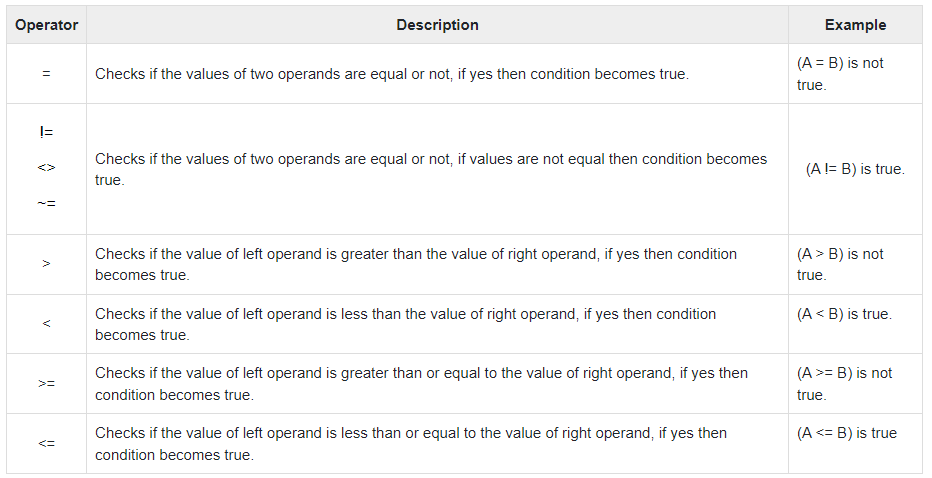 Operator Description Example
= Checks if the values of two operands are equal or not, if yes then condition becomes true. (A = B) is not
true.
!=
<>
~=
Checks if the values of two operands are equal or not, if values are not equal then condition becomes
true.
(A != B) is true.
> Checks if the value of left operand is greater than the value of right operand, if yes then condition
becomes true.
(A > B) is not
true.
< Checks if the value of left operand is less than the value of right operand, if yes then condition
becomes true.
(A < B) is true.
>= Checks if the value of left operand is greater than or equal to the value of right operand, if yes then
condition becomes true.
(A >= B) is not
true.
<= Checks if the value of left operand is less than or equal to the value of right operand, if yes then
condition becomes true.
(A <= B) is true